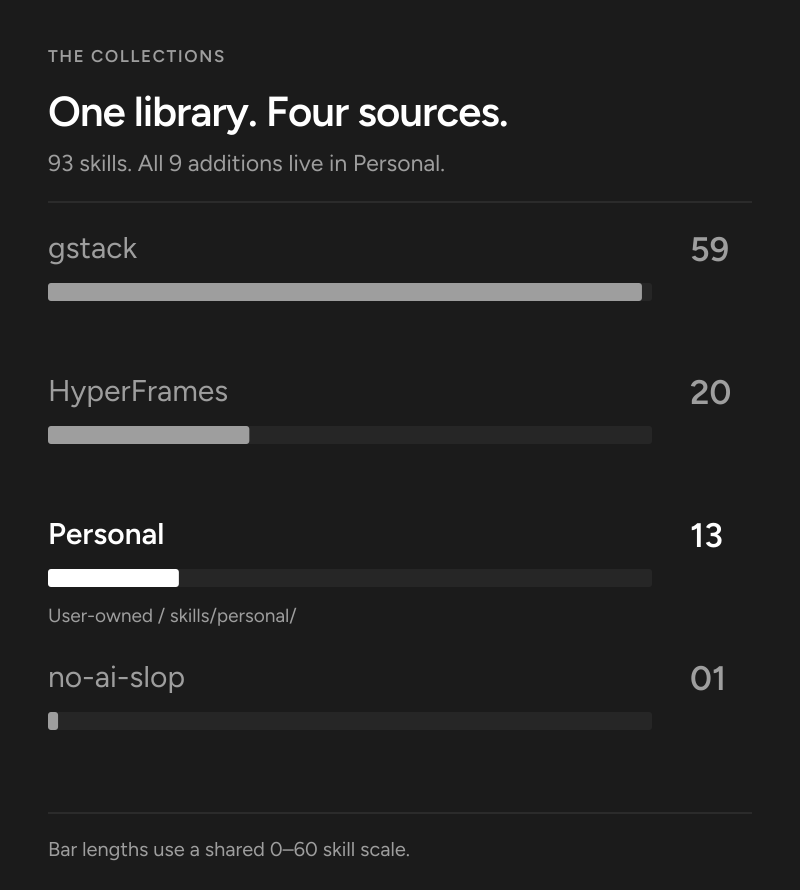 THE COLLECTIONS
One library. Four sources.
93 skills. All 9 additions live in Personal.
gstack 59
HyperFrames 20
Personal 13
User-owned / skills/personal/
no-ai-slop 01
Bar lengths use a shared 0–60 skill scale.